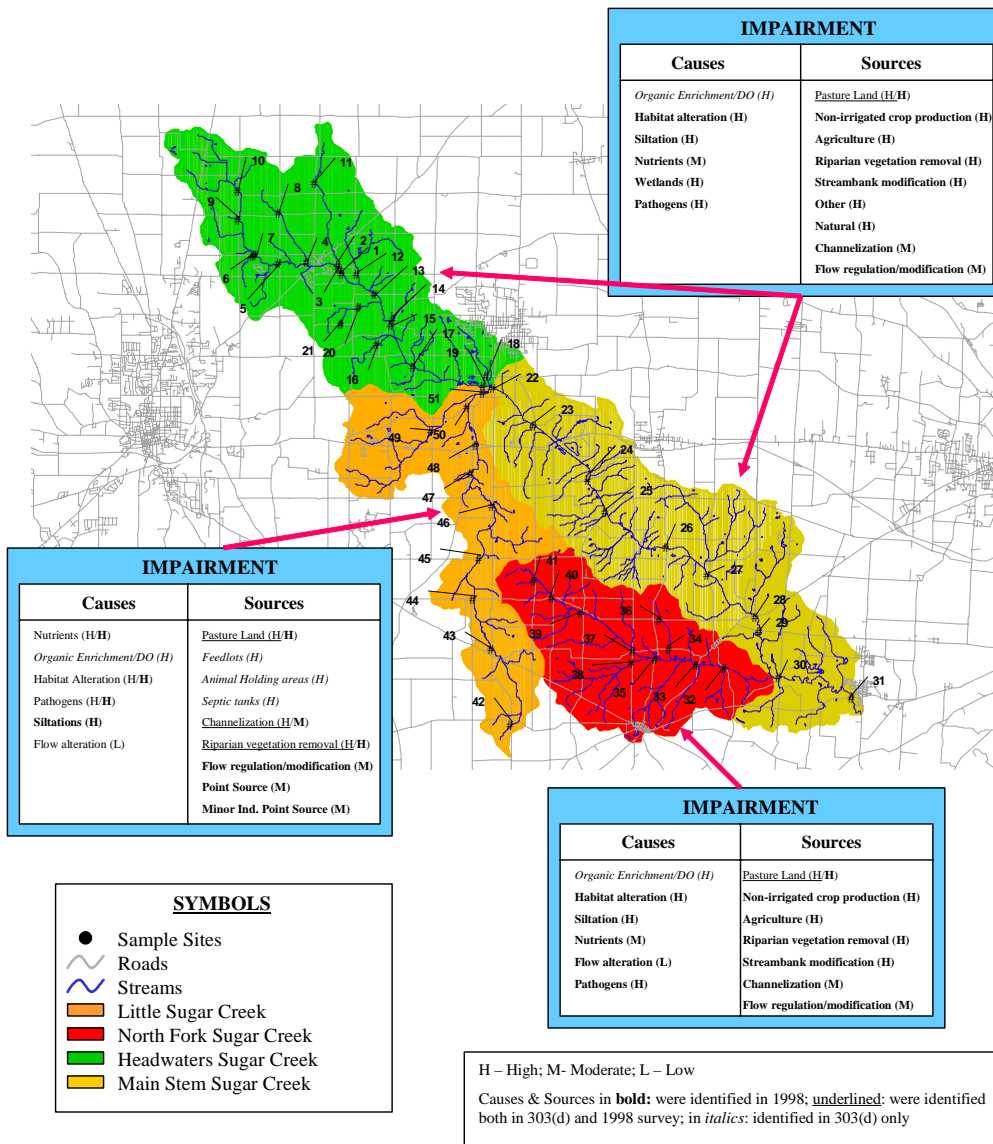 IMPAIRMENT
Causes
Sources
Organic Enrichment/DO (H)
Habitat alteration (H)
Siltation (H)
Nutrients (M)
Wetlands (H)
Pathogens (H)
Pasture Land (H/H)
Non-irrigated crop production (H)
Agriculture (H)
Riparian vegetation removal (H)
Streambank modification (H)
Other (H)
Natural (H)
Channelization (M)
Flow regulation/modification (M)
10
11
8
9
7
4
2
1
12
13
6
3
14
5
15
17
18
21
20
19
16
22
51
23
49
50
24
48
25
47
46
26
45
41
40
27
44
36
28
43
39
37
34
29
38
30
35
33
32
31
42
IMPAIRMENT
Causes
Sources
Nutrients (H/H)
Organic Enrichment/DO (H)
Habitat Alteration (H/H)
Pathogens (H/H)
Siltations (H)
Flow alteration (L)
Pasture Land (H/H)
Feedlots (H)
Animal Holding areas (H)
Septic tanks (H)
Channelization (H/M)
Riparian vegetation removal (H/H)
Flow regulation/modification (M)
Point Source (M)
Minor Ind. Point Source (M)
IMPAIRMENT
Causes
Sources
Organic Enrichment/DO (H)
Habitat alteration (H)
Siltation (H)
Nutrients (M)
Flow alteration (L)
Pathogens (H)
Pasture Land (H/H)
Non-irrigated crop production (H)
Agriculture (H)
Riparian vegetation removal (H)
Streambank modification (H)
Channelization (M)
Flow regulation/modification (M)
SYMBOLS
Sample Sites
Roads
Streams
Little Sugar Creek
North Fork Sugar Creek
Headwaters Sugar Creek
Main Stem Sugar Creek
H – High; M- Moderate; L – Low
Causes & Sources in bold: were identified in 1998; underlined: were identified
both in 303(d) and 1998 survey; in italics: identified in 303(d) only